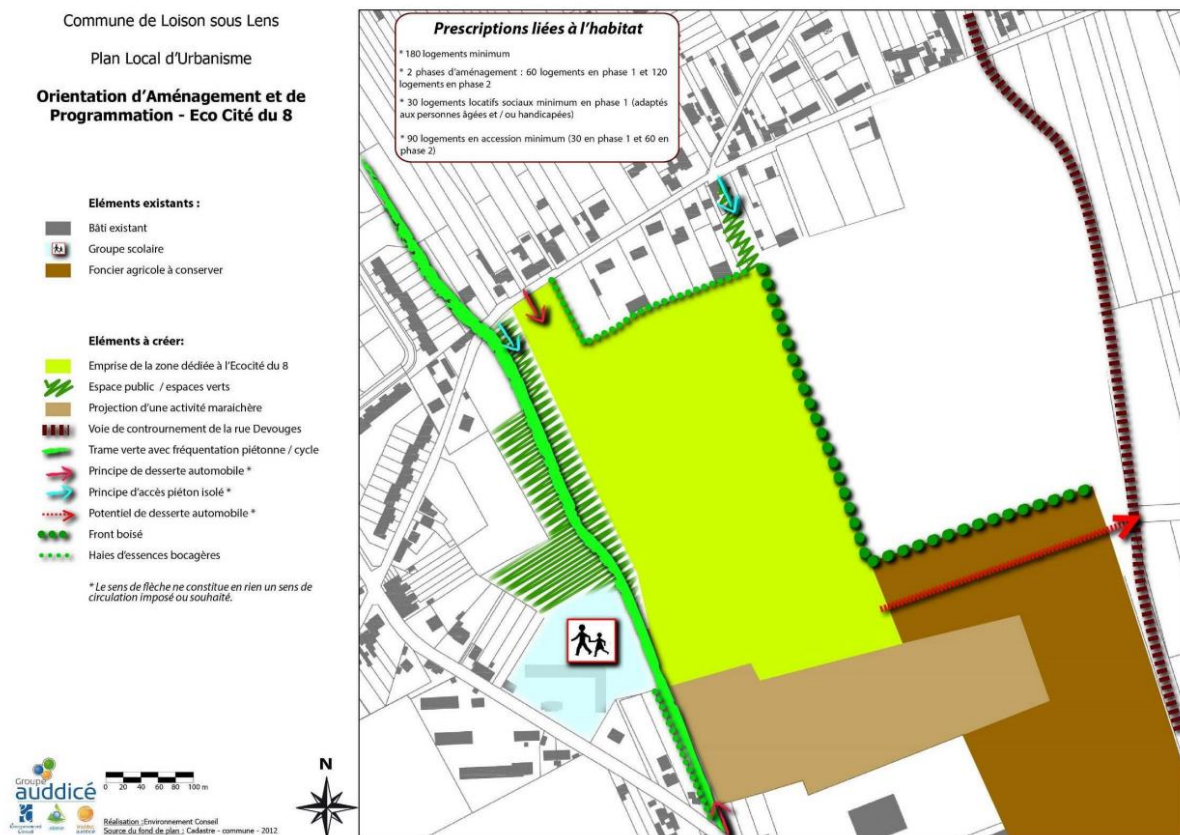 Commune de Loison sous Lens
Plan Local d'Urbanisme
Orientation d'Aménagement et de
Programmation - Eco Cité du 8
Eléments existants :
Bâti existant
Groupe scolaire
Foncier agricole à conserver
Eléments à créer:
Emprise de la zone dédiée à l'Ecocité du 8
Espace public / espaces verts
Projection d'une activité maraichère
Voie de contrournement de la rue Devouges
Trame verte avec fréquentation piétonne / cycle
Principe de desserte automobile *
Principe d'accès piéton isolé *
Potentiel de desserte automobile *
Front boisé
Haies d'essences bocagères
* Le sens de flèche ne constitue en rien un sens de
circulation imposé ou souhaité.
Groupe
auddicé
0 20 40 60 80 100 m
Réalisation : Environnement Conseil
Source du fond de plan : Cadastre - commune - 2012
N
Prescriptions liées à l'habitat
* 180 logements minimum
* 2 phases d'aménagement : 60 logements en phase 1 et 120
logements en phase 2
* 30 logements locatifs sociaux minimum en phase 1 (adaptés
aux personnes âgées et / ou handicapées)
* 90 logements en accession minimum (30 en phase 1 et 60 en
phase 2)